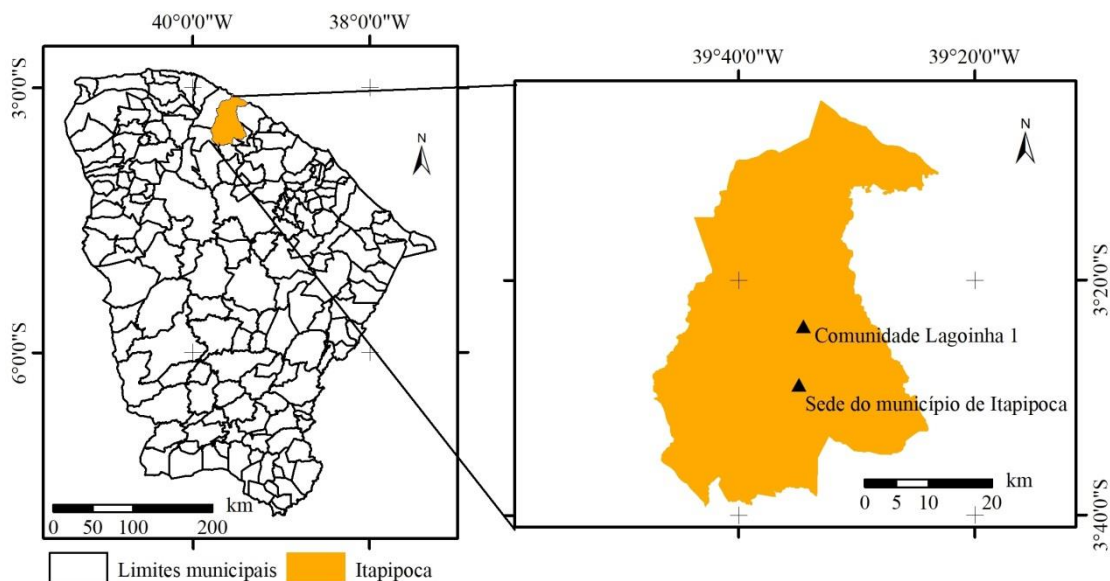 40°0'0"W 38°0'0"W
3°0'0"S
6°0'0"S
N
km
0 50 100 200
Limites municipais Itapipoca
39°40'0"W 39°20'0"W
N
3°20'0"S
Comunidade Lagoinha 1
Sede do município de Itapipoca
km
0 5 10 20
3°40'0"S